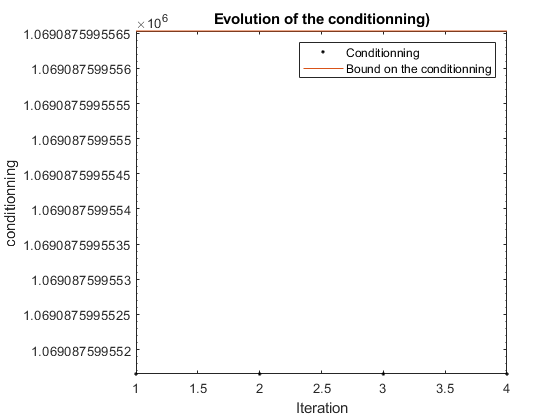 Evolution of the conditionning)
×10^6
1.0690875995565
1.069087599556
1.0690875995555
1.069087599555
1.0690875995545
1.069087599554
1.0690875995535
1.069087599553
1.0690875995525
1.069087599552
conditionning
Conditionning
Bound on the conditionning
1 1.5 2 2.5 3 3.5 4
Iteration